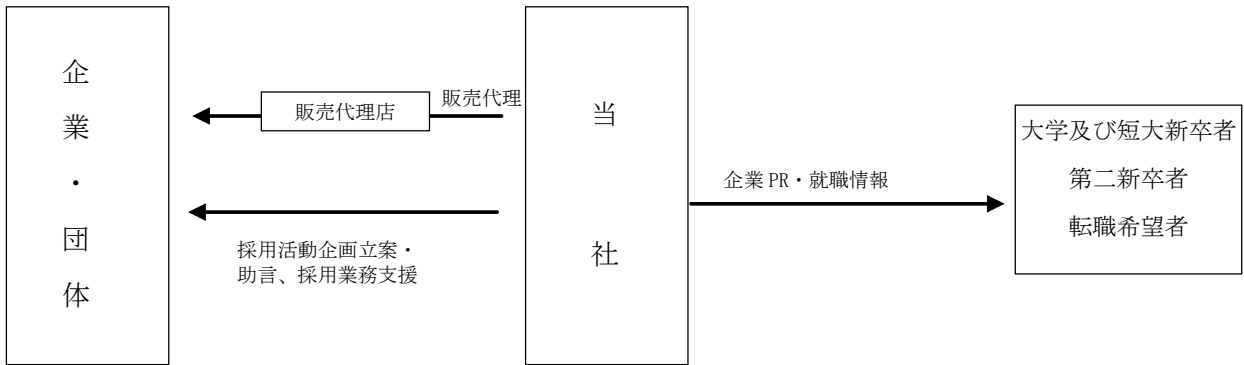 企業・団体
販売代理店
販売代理
採用活動企画立案・
助言、採用業務支援
当社
企業 PR・就職情報
大学及び短大新卒者
第二新卒者
転職希望者